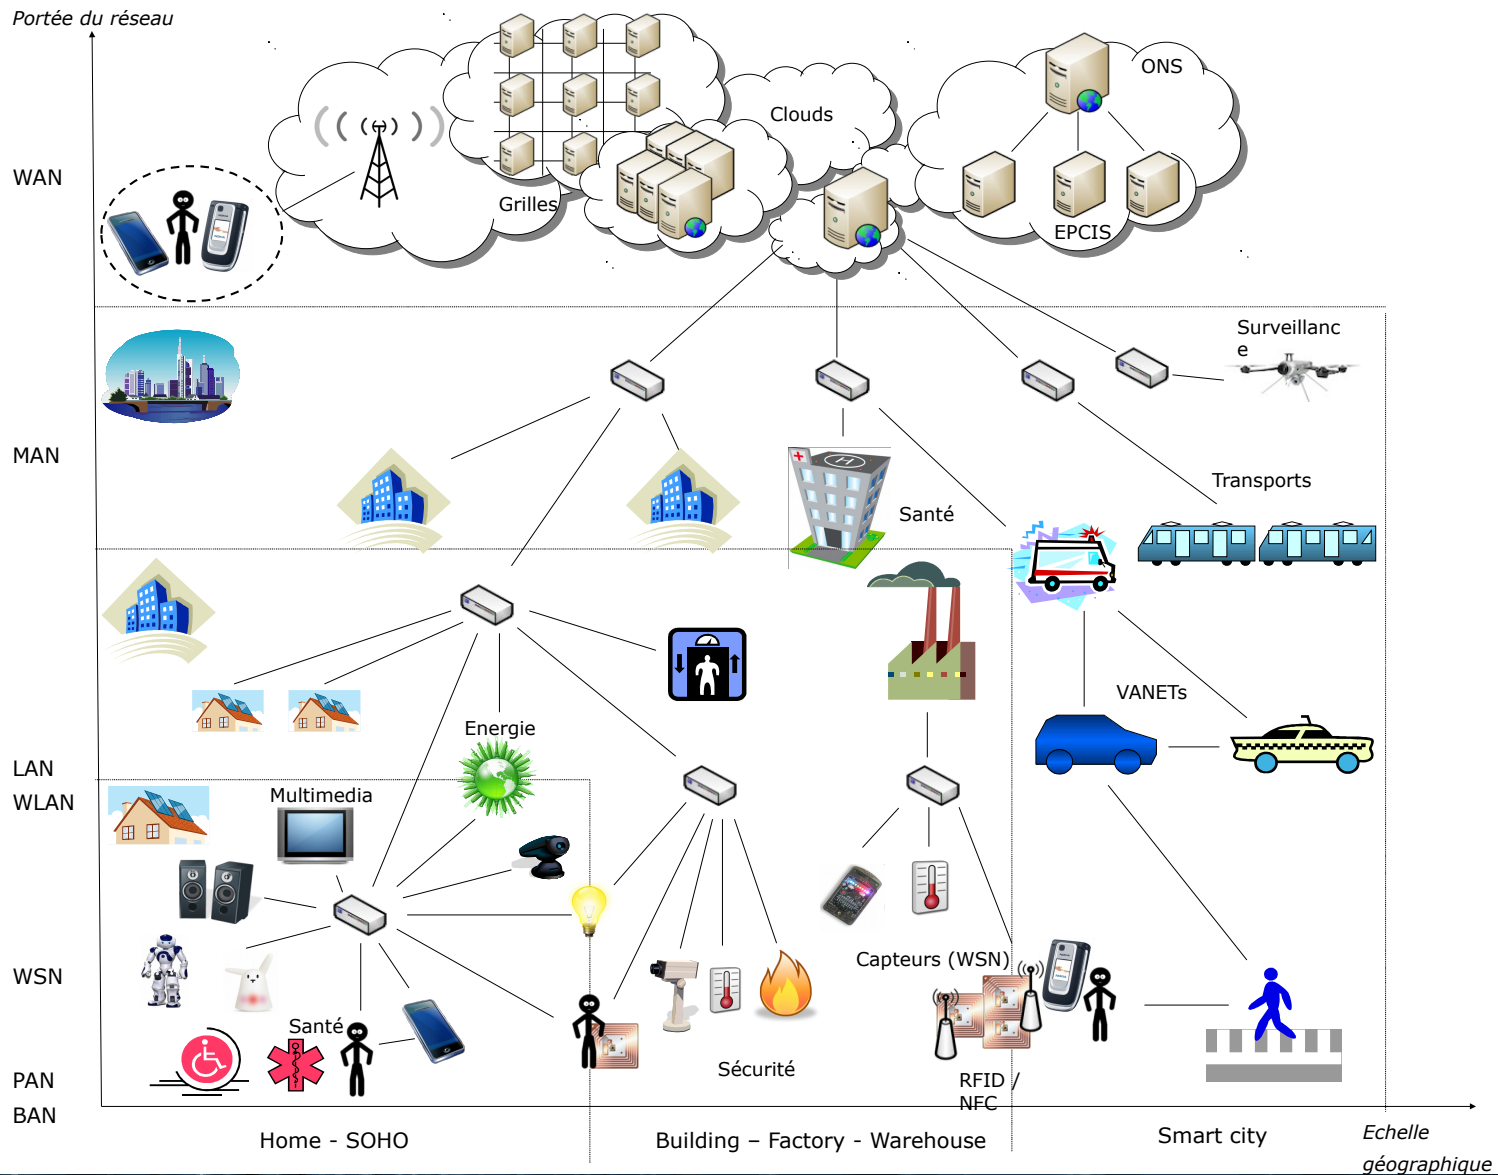 Portée du réseau
ONS
Clouds
WAN
Grilles
EPCIS
Surveillanc
e
MAN
Transports
Santé
VANETs
Energie
LAN
WLAN
Multimedia
Capteurs (WSN)
WSN
Santé
Sécurité
PAN
RFID /
NFC
BAN
Home - SOHO
Building – Factory - Warehouse
Smart city
Echelle
géographique